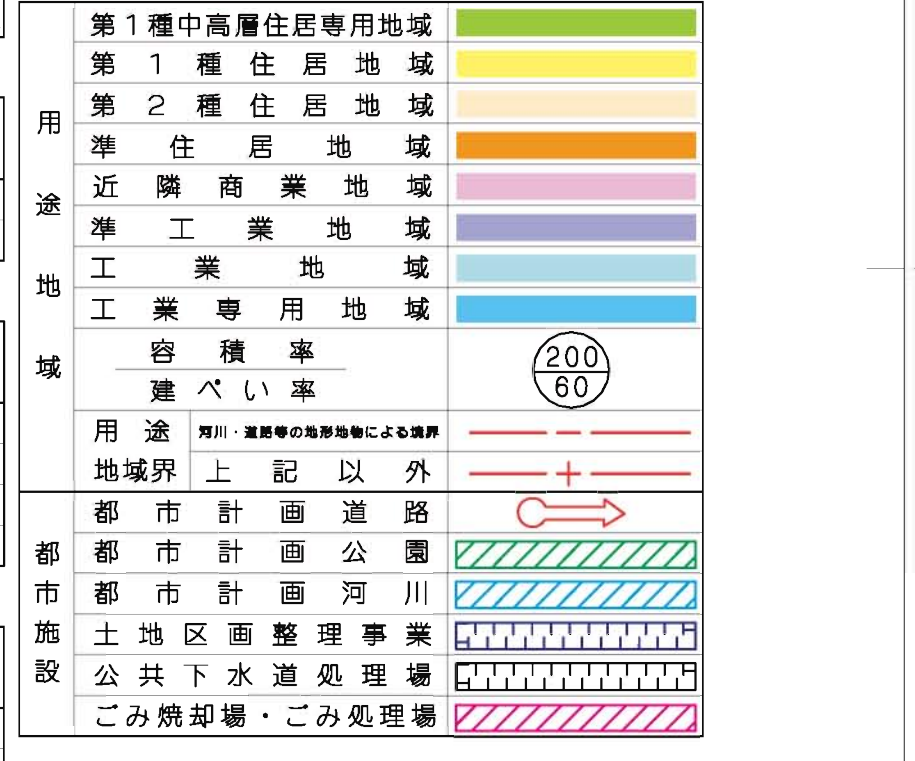 用途地域
第1種中高層住居専用地域
第1種住居地域
第2種住居地域
準住居地域
近隣商業地域
準工業地域
工業地域
工業専用地域
容積率
建ぺい率
200
60
用途
地域界
河川・道路等の地形地物による境界
上記以外
都市施設
都市計画道路
都市計画公園
都市計画河川
土地区画整理事業
公共下水道処理場
ごみ焼却場・ごみ処理場